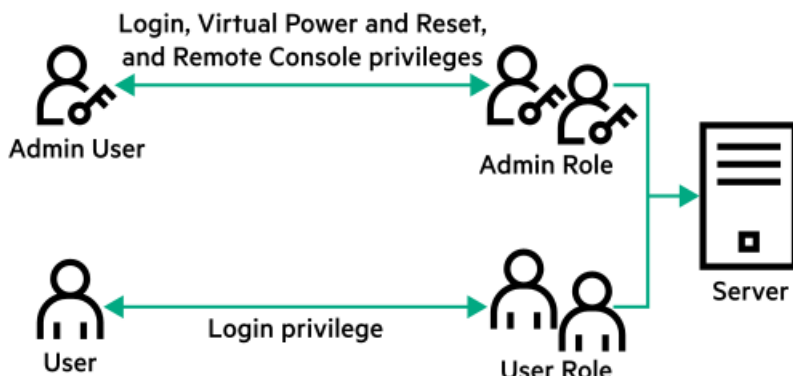 Login, Virtual Power and Reset,
and Remote Console privileges
Admin User
Admin Role
Server
Login privilege
User
User Role